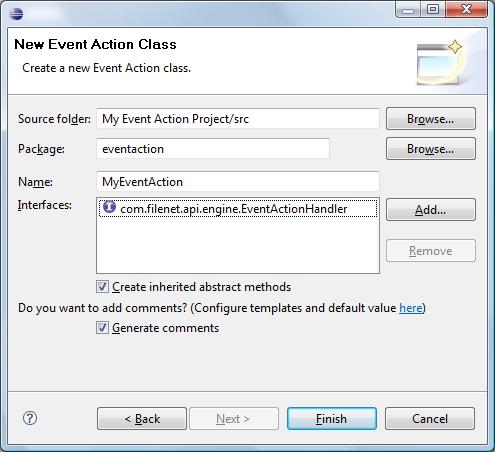 New Event Action Class
Create a new Event Action class.
Source folder: My Event Action Project/src Browse...
Package: eventaction Browse...
Name: MyEventAction
Interfaces: com.filenet.api.engine.EventActionHandler Add...
Remove
Create inherited abstract methods
Do you want to add comments? (Configure templates and default value here)
Generate comments
? < Back Next > Finish Cancel